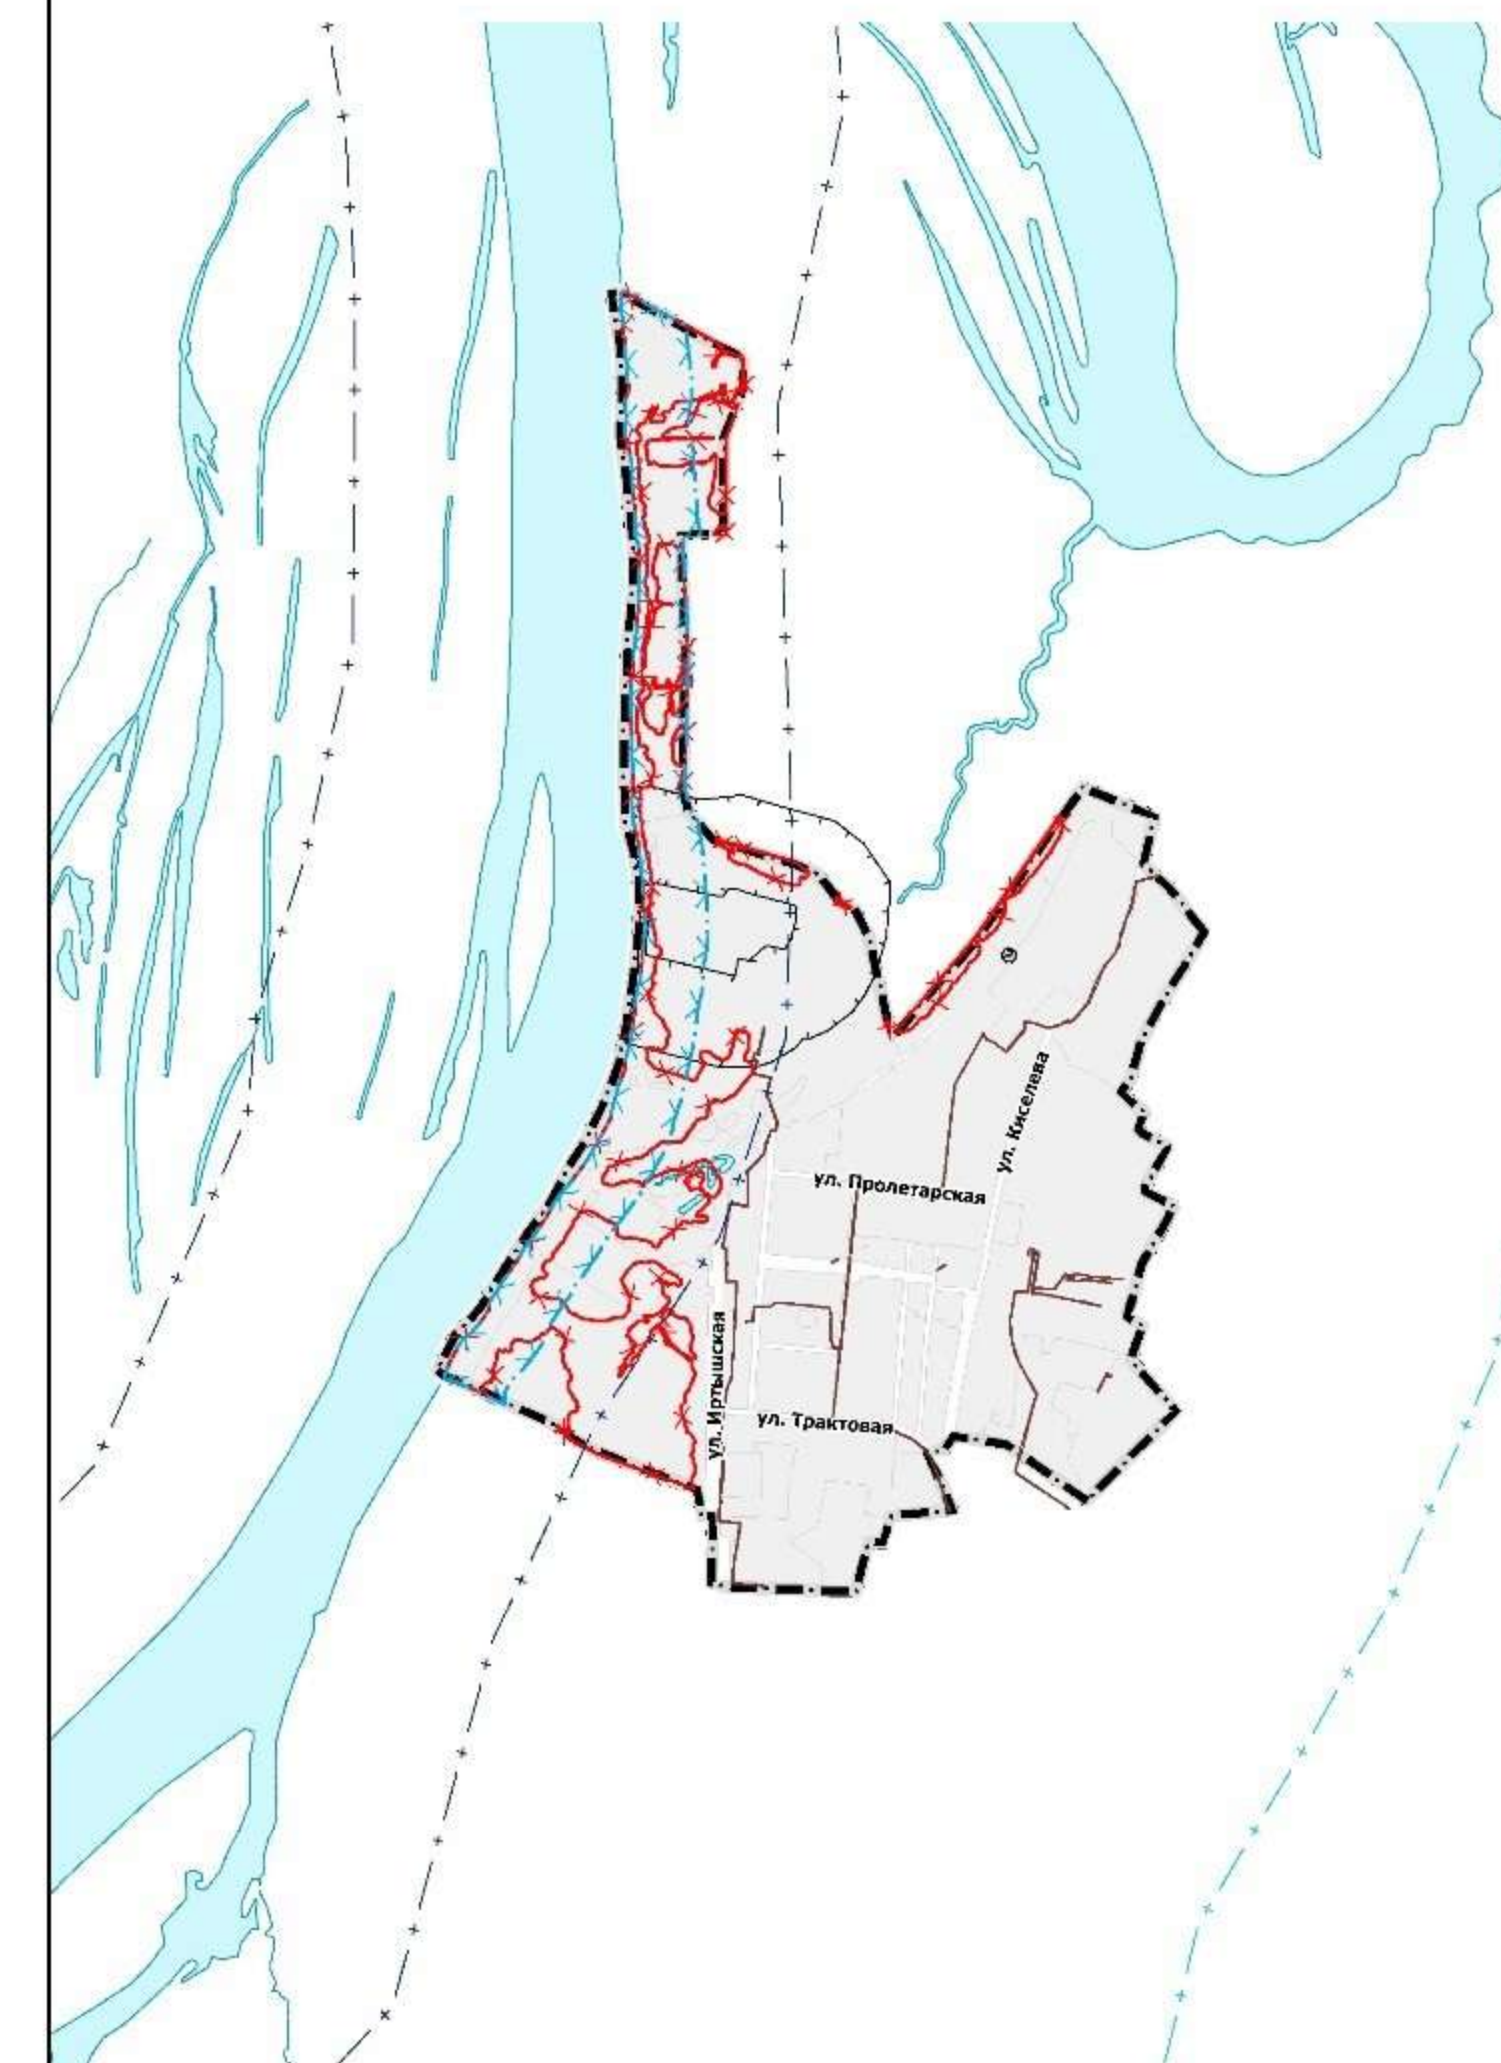 ул. Киселева
ул. Пролетарская
ул. Иртышская
ул. Трактовая